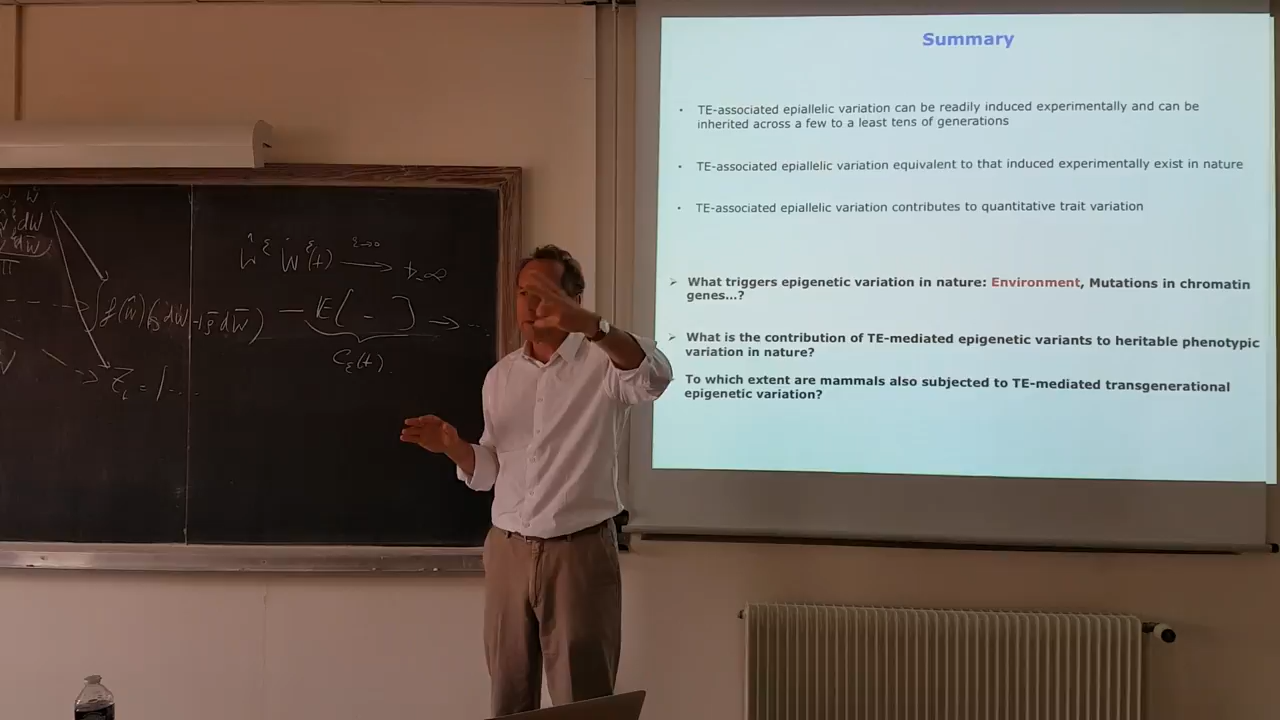 Summary
• TE-associated epiallelic variation can be readily induced experimentally and can be
inherited across a few to a least tens of generations
• TE-associated epiallelic variation equivalent to that induced experimentally exist in nature
• TE-associated epiallelic variation contributes to quantitative trait variation
➢ What triggers epigenetic variation in nature: Environment, Mutations in chromatin
genes...?
➢ What is the contribution of TE-mediated epigenetic variants to heritable phenotypic
variation in nature?
To which extent are mammals also subjected to TE-mediated transgenerational
epigenetic variation?
ε→0
— E( - ) → ...
C_ε(t)